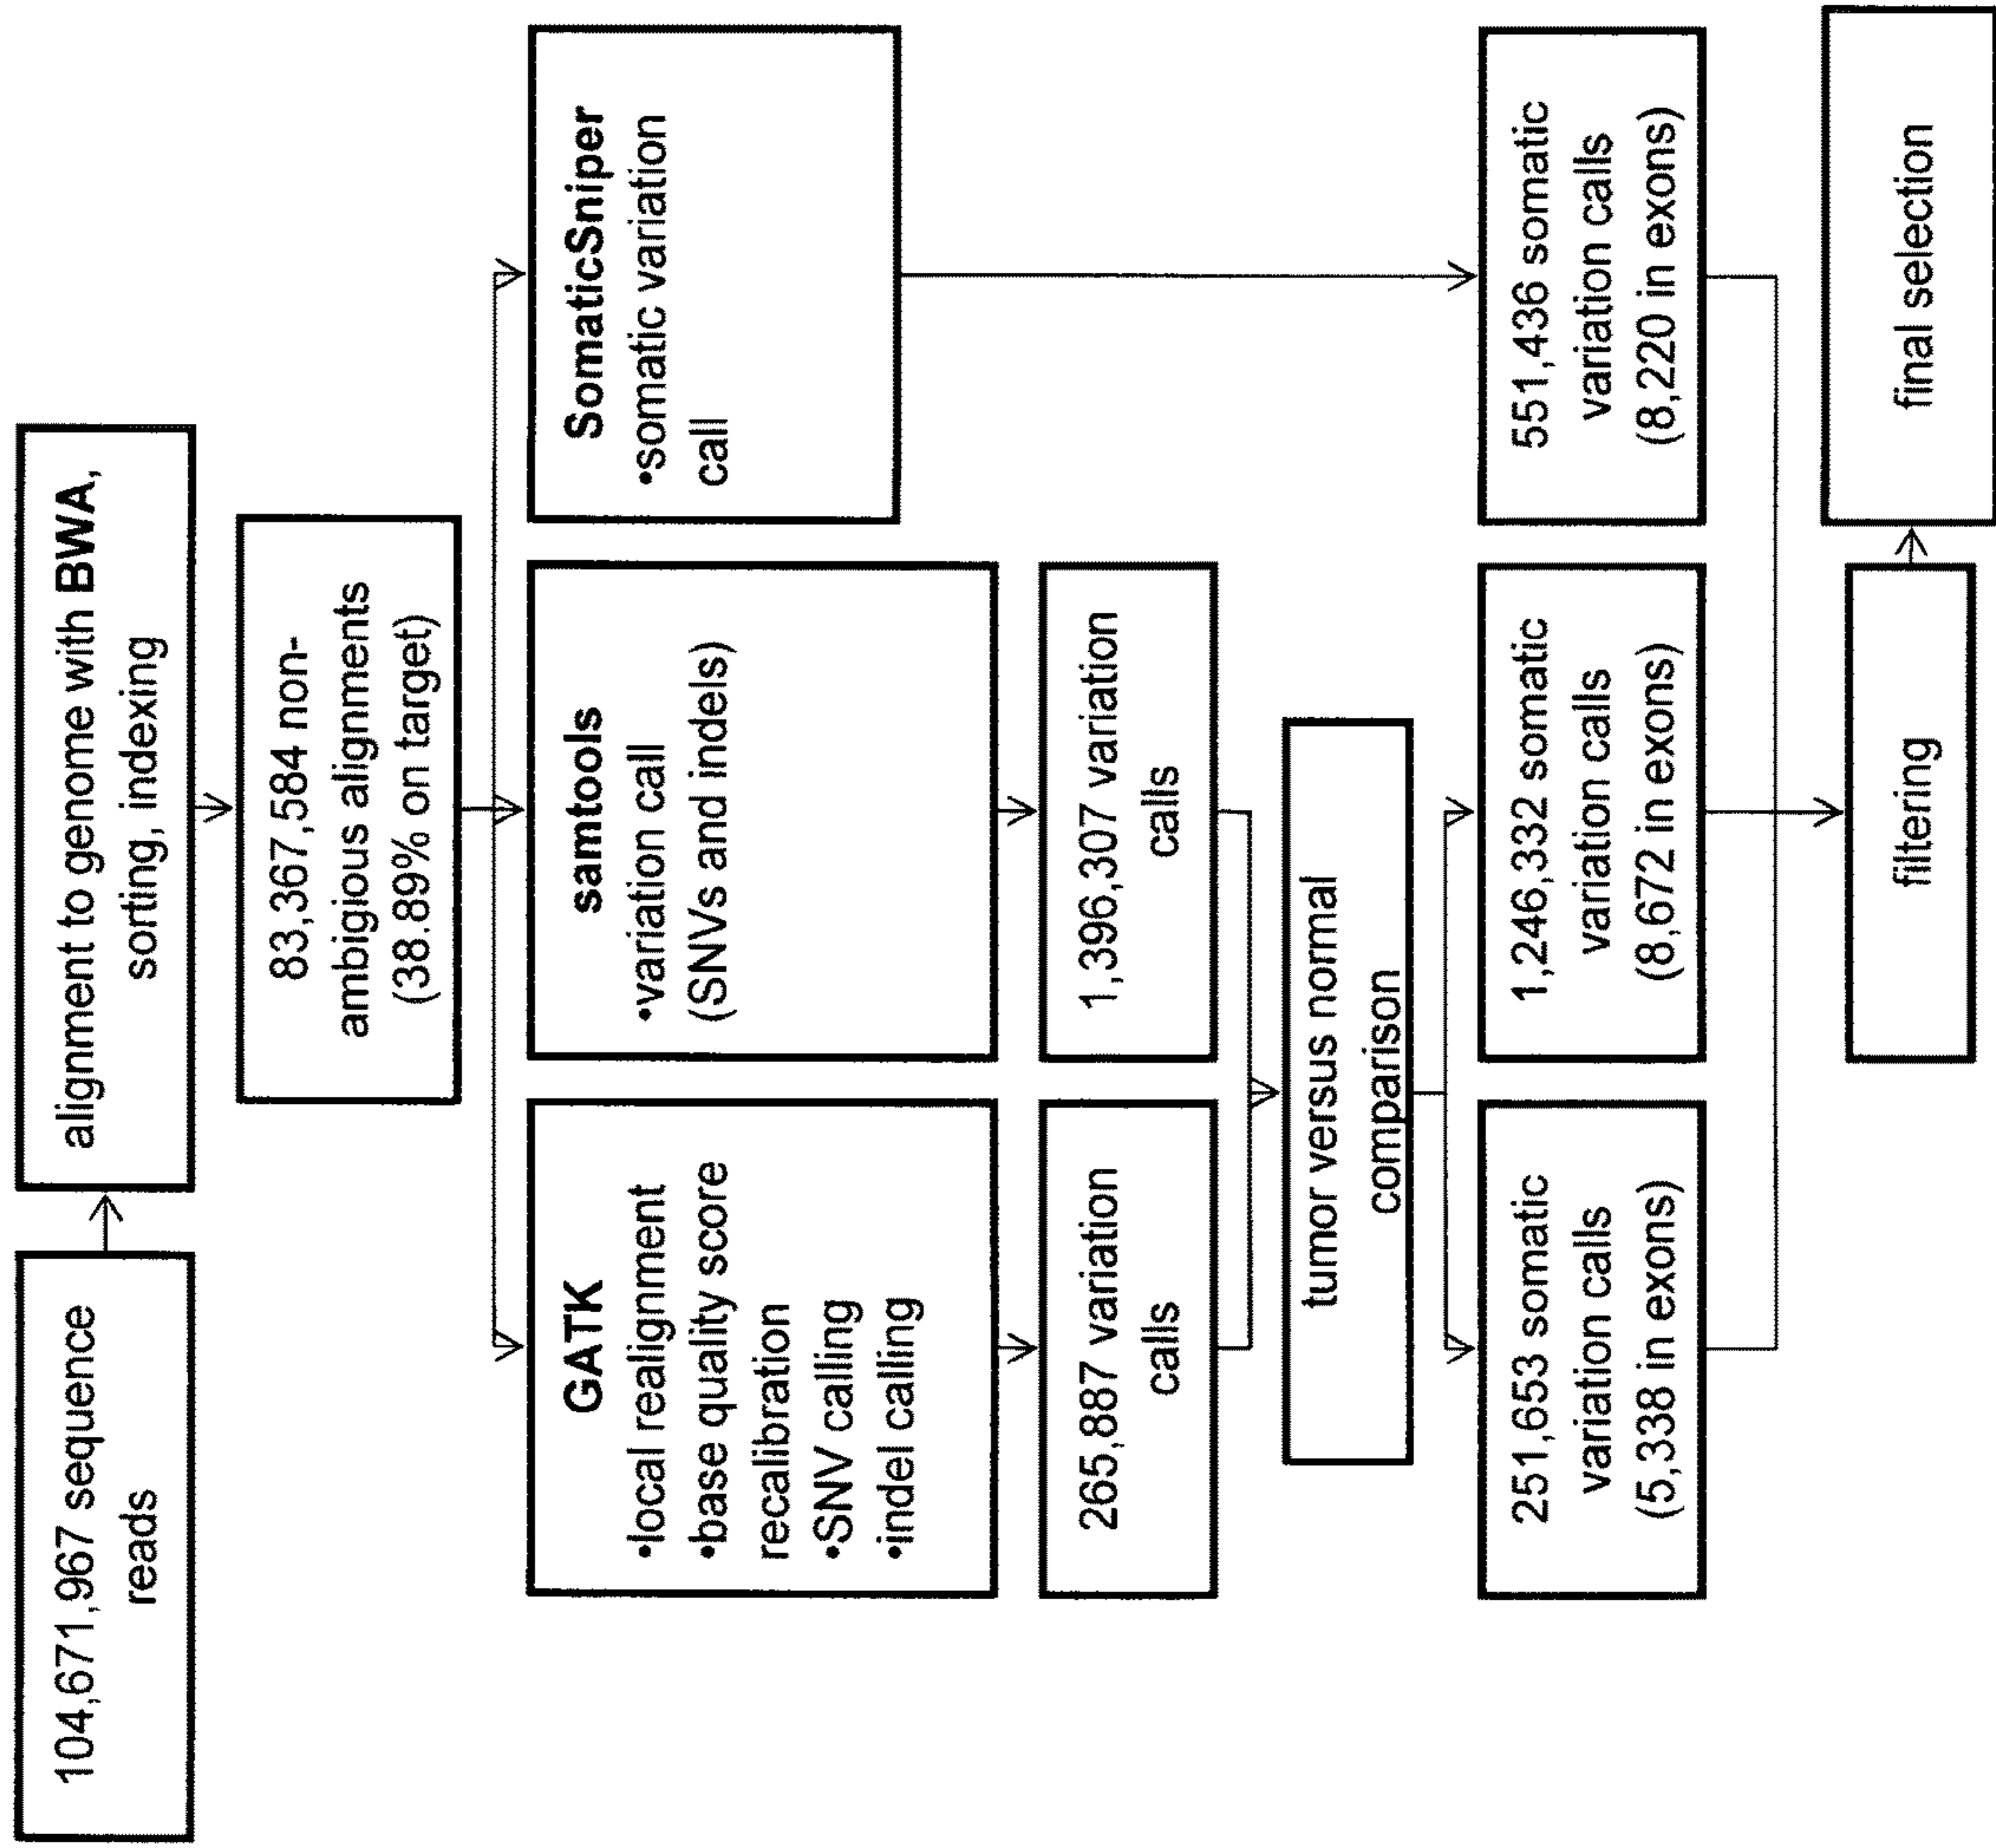 104,671,967 sequence
reads
alignment to genome with BWA,
sorting, indexing
83,367,584 non-
ambigious alignments
(38.89% on target)
GATK
•local realignment
•base quality score
recalibration
•SNV calling
•indel calling
samtools
•variation call
(SNVs and indels)
SomaticSniper
•somatic variation
call
265,887 variation
calls
1,396,307 variation
calls
tumor versus normal
comparison
251,653 somatic
variation calls
(5,338 in exons)
1,246,332 somatic
variation calls
(8,672 in exons)
551,436 somatic
variation calls
(8,220 in exons)
filtering
final selection